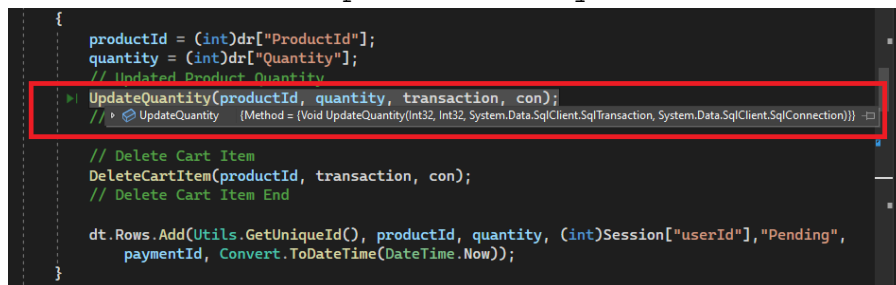 {
productId = (int)dr["ProductId"];
quantity = (int)dr["Quantity"];
// Updated Product Quantity
UpdateQuantity(productId, quantity, transaction, con);
// UpdateQuantity {Method = {Void UpdateQuantity(Int32, Int32, System.Data.SqlClient.SqlTransaction, System.Data.SqlClient.SqlConnection)}}
// Delete Cart Item
DeleteCartItem(productId, transaction, con);
// Delete Cart Item End
dt.Rows.Add(Utils.GetUniqueId(), productId, quantity, (int)Session["userId"],"Pending",
paymentId, Convert.ToDateTime(DateTime.Now));
}